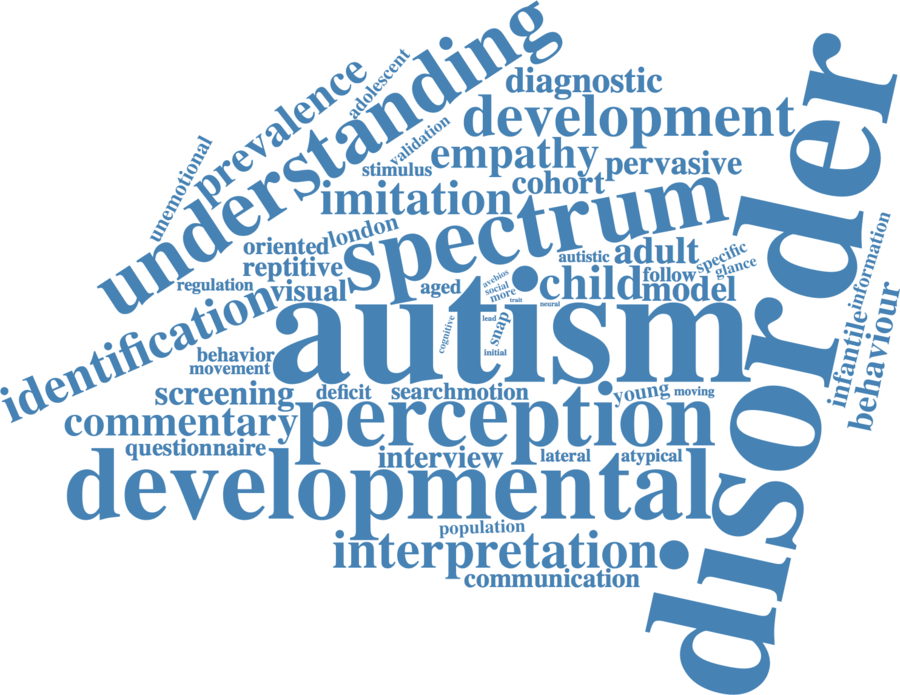 understanding
prevalence
adolescent
unemotional
diagnostic
development
validation
stimulus
empathy
pervasive
imitation
cohort
disorder
spectrum
oriented
london
autistic
adult
specific
glance
information
reptitive
regulation
visual
aged
avebios
social
more
trait
neural
child
follow
model
identification
autism
cognitive
lead
snap
initial
infantile
behaviour
behavior
movement
screening
deficit
searchmotion
young
moving
commentary
perception
questionnaire
interview
lateral
atypical
developmental
population
interpretation
communication